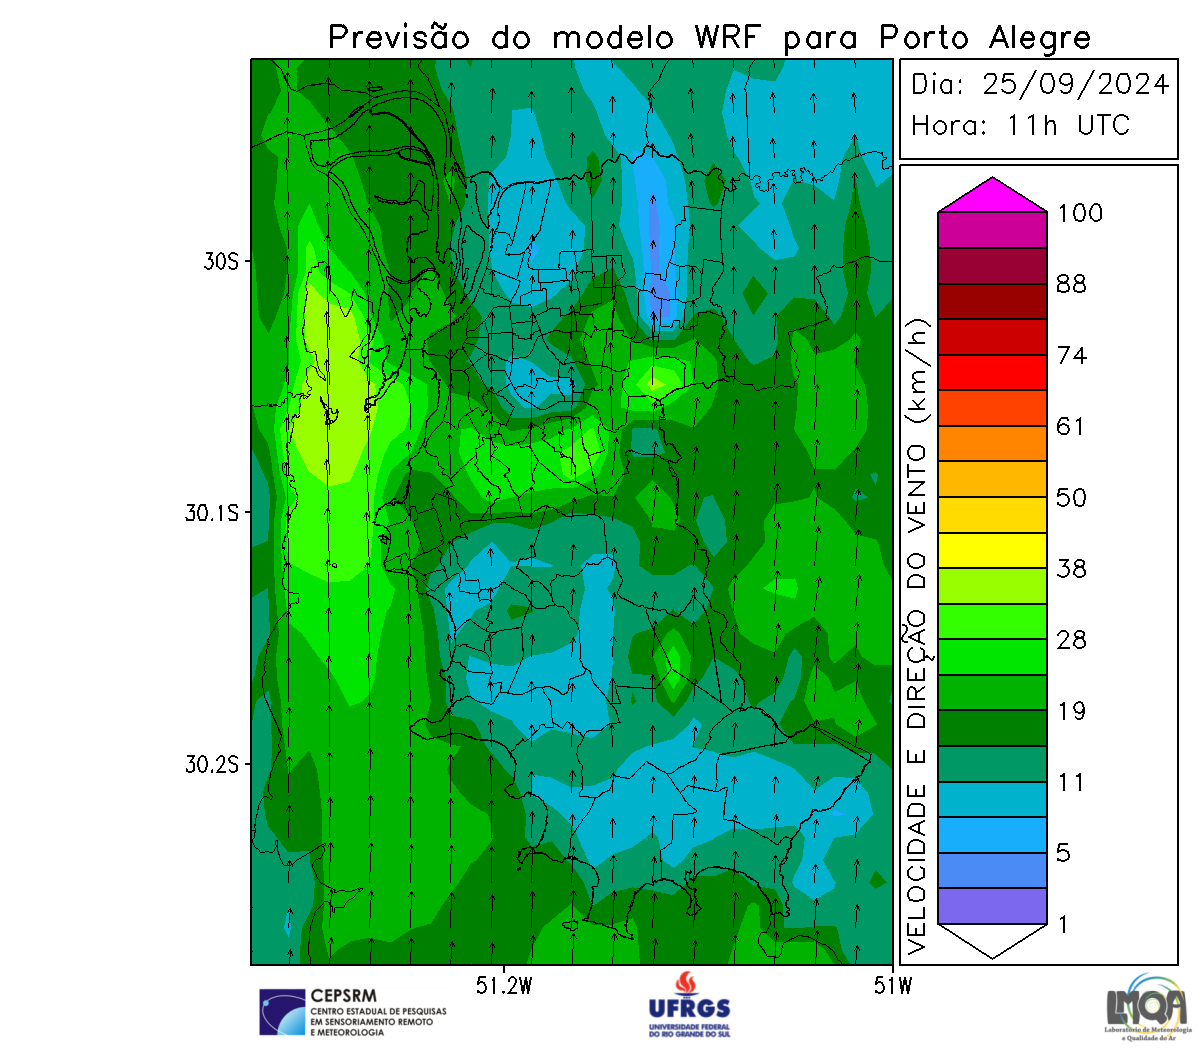 Previsão do modelo WRF para Porto Alegre
Dia: 25/09/2024
Hora: 11h UTC
30S
30.1S
30.2S
51.2W
51W
VELOCIDADE E DIREÇÃO DO VENTO (km/h)
100
88
74
61
50
38
28
19
11
5
1
CEPSRM
CENTRO ESTADUAL DE PESQUISAS
EM SENSORIAMENTO REMOTO
E METEOROLOGIA
UFRGS
UNIVERSIDADE FEDERAL
DO RIO GRANDE DO SUL
LMQA
Laboratório de Meteorologia
e Qualidade do Ar